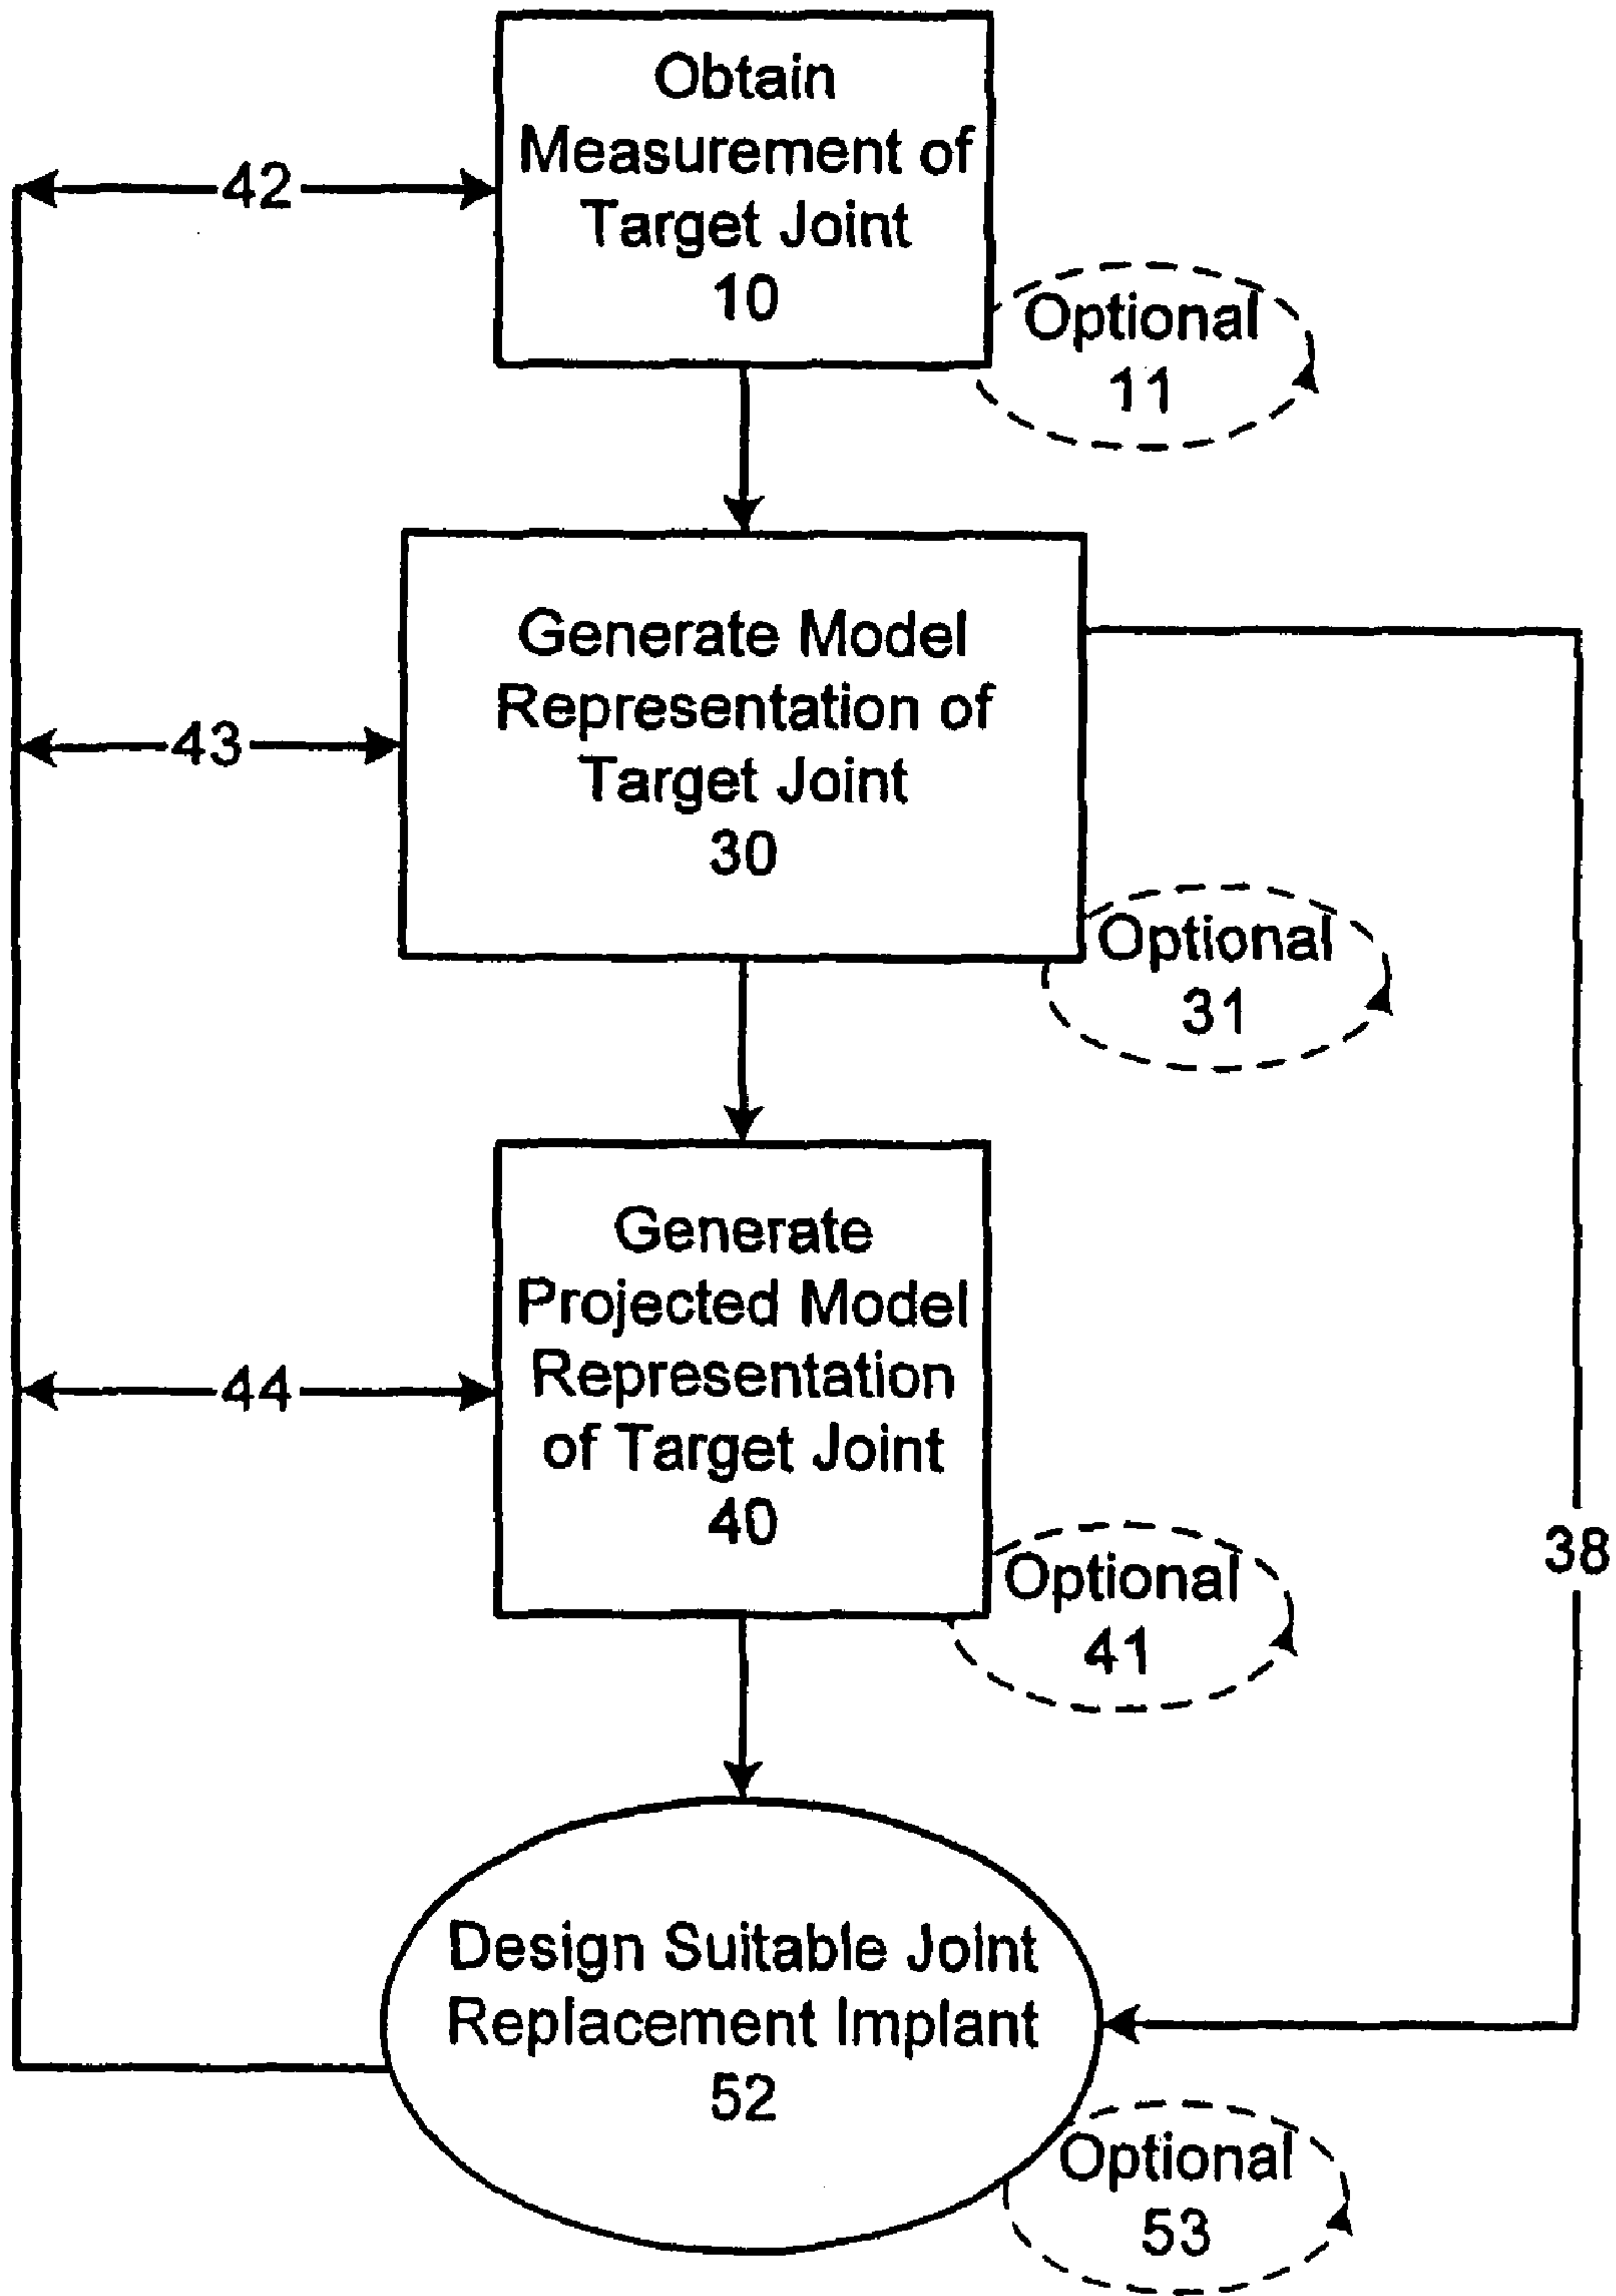 Obtain
Measurement of
Target Joint
10
42
Optional
11
Generate Model
Representation of
Target Joint
30
43
Optional
31
Generate
Projected Model
Representation
of Target Joint
40
44
38
Optional
41
Design Suitable Joint
Replacement Implant
52
Optional
53